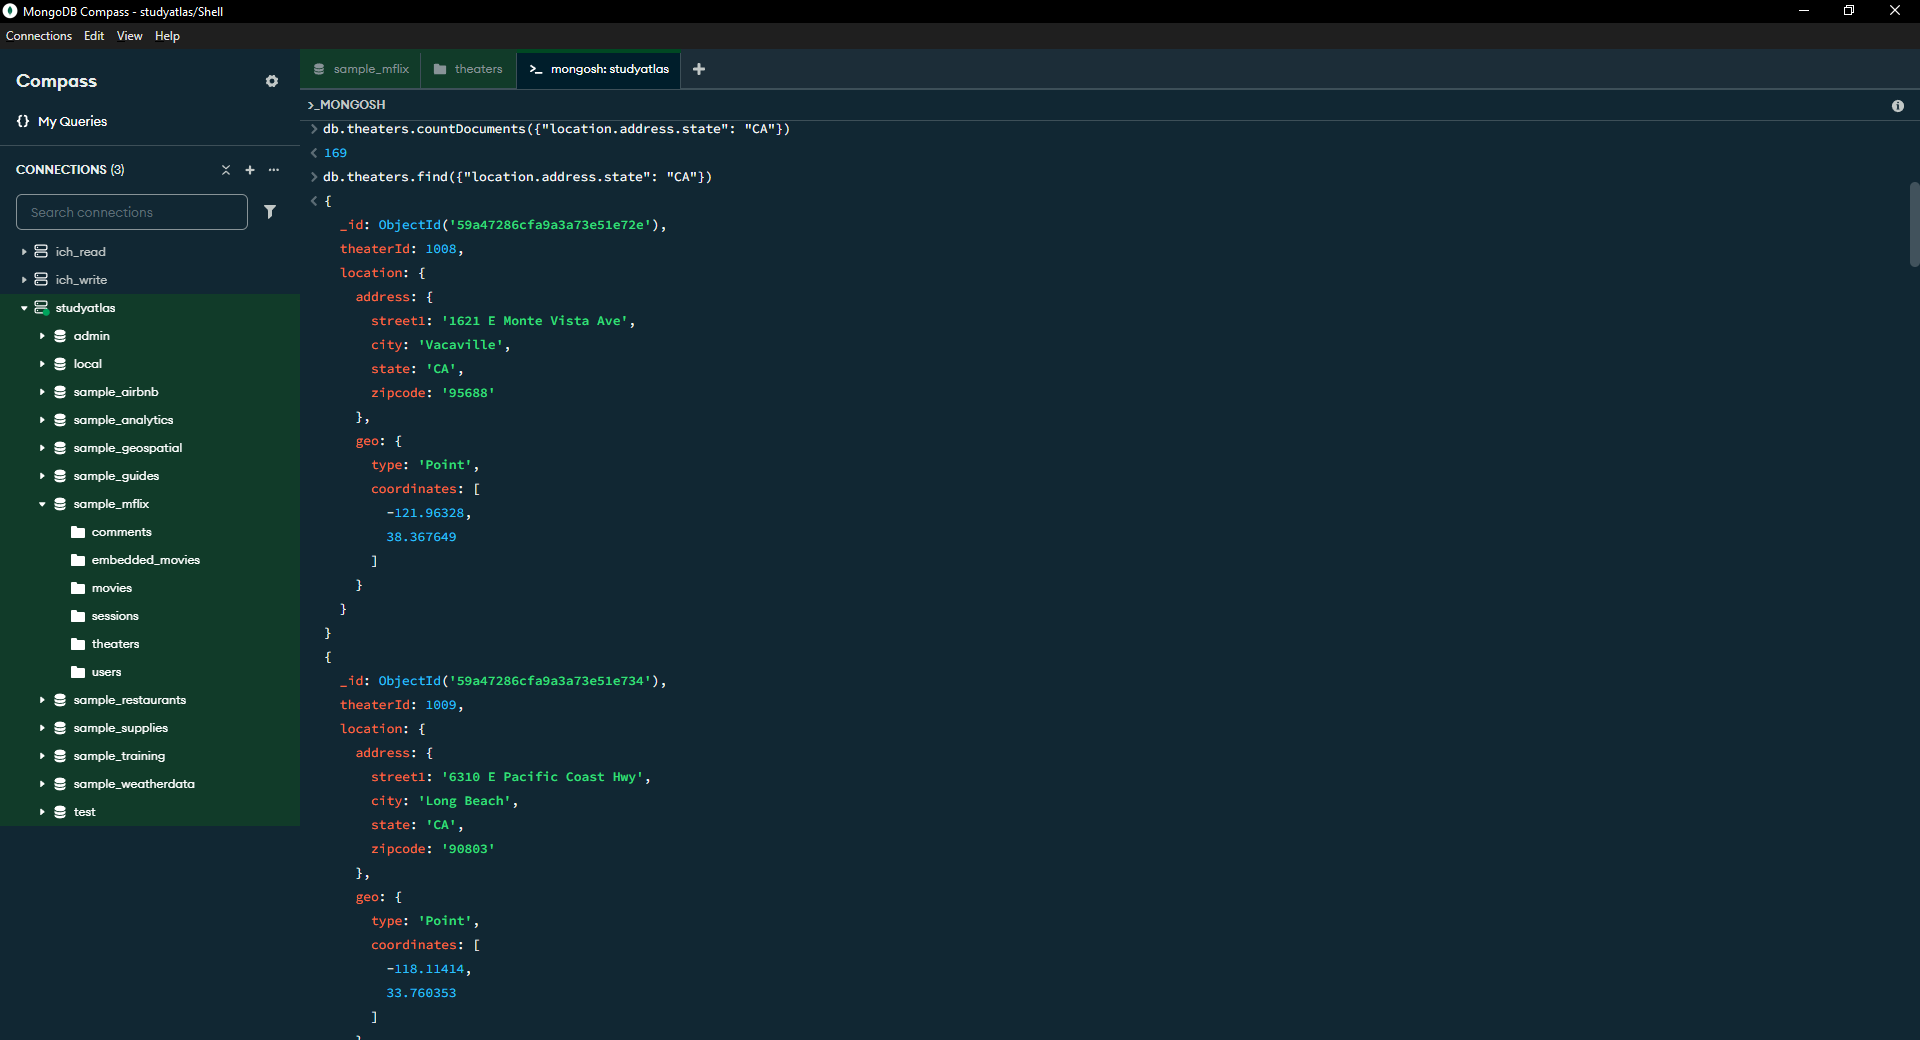 MongoDB Compass - studyatlas/Shell
Connections Edit View Help
Compass
{} My Queries
CONNECTIONS (3)
Search connections
ich_read
ich_write
studyatlas
admin
local
sample_airbnb
sample_analytics
sample_geospatial
sample_guides
sample_mflix
comments
embedded_movies
movies
sessions
theaters
users
sample_restaurants
sample_supplies
sample_training
sample_weatherdata
test
sample_mflix theaters >_ mongosh: studyatlas +
>_MONGOSH
> db.theaters.countDocuments({"location.address.state": "CA"})
< 169
> db.theaters.find({"location.address.state": "CA"})
< {
_id: ObjectId('59a47286cfa9a3a73e51e72e'),
theaterId: 1008,
location: {
address: {
street1: '1621 E Monte Vista Ave',
city: 'Vacaville',
state: 'CA',
zipcode: '95688'
},
geo: {
type: 'Point',
coordinates: [
-121.96328,
38.367649
]
}
}
}
{
_id: ObjectId('59a47286cfa9a3a73e51e734'),
theaterId: 1009,
location: {
address: {
street1: '6310 E Pacific Coast Hwy',
city: 'Long Beach',
state: 'CA',
zipcode: '90803'
},
geo: {
type: 'Point',
coordinates: [
-118.11414,
33.760353
]